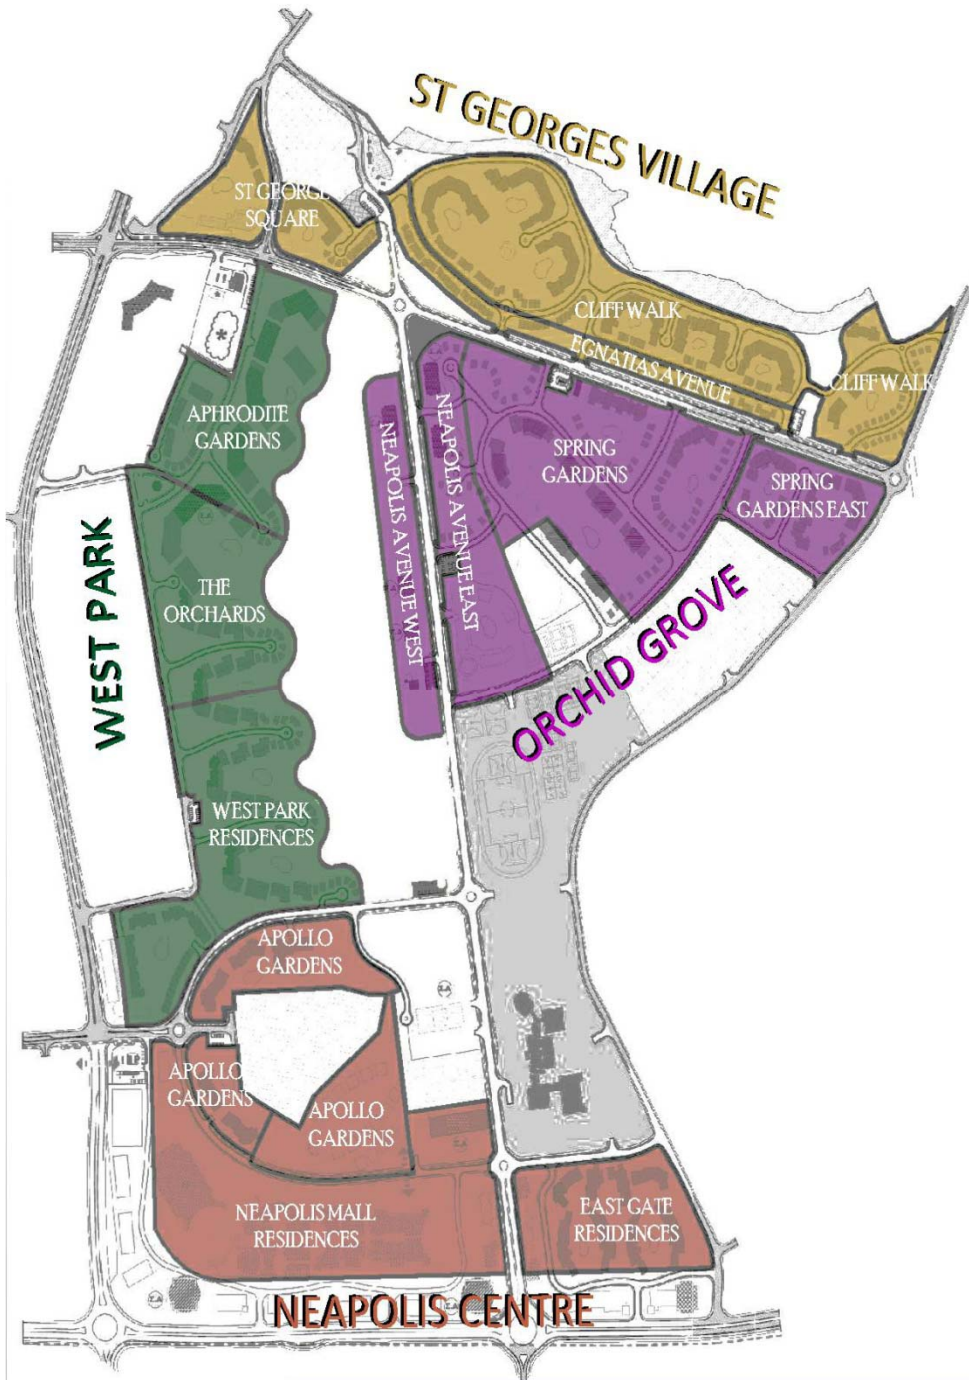 ST GEORGES VILLAGE
ST GEORGE
SQUARE
CLIFF WALK
EGNATIAS AVENUE
CLIFF WALK
APHRODITE
GARDENS
NEAPOLIS AVENUE WEST
NEAPOLIS AVENUE EAST
SPRING
GARDENS
SPRING
GARDENS EAST
WEST PARK
THE
ORCHARDS
ORCHID GROVE
WEST PARK
RESIDENCES
APOLLO
GARDENS
APOLLO
GARDENS
APOLLO
GARDENS
NEAPOLIS MALL
RESIDENCES
EAST GATE
RESIDENCES
NEAPOLIS CENTRE